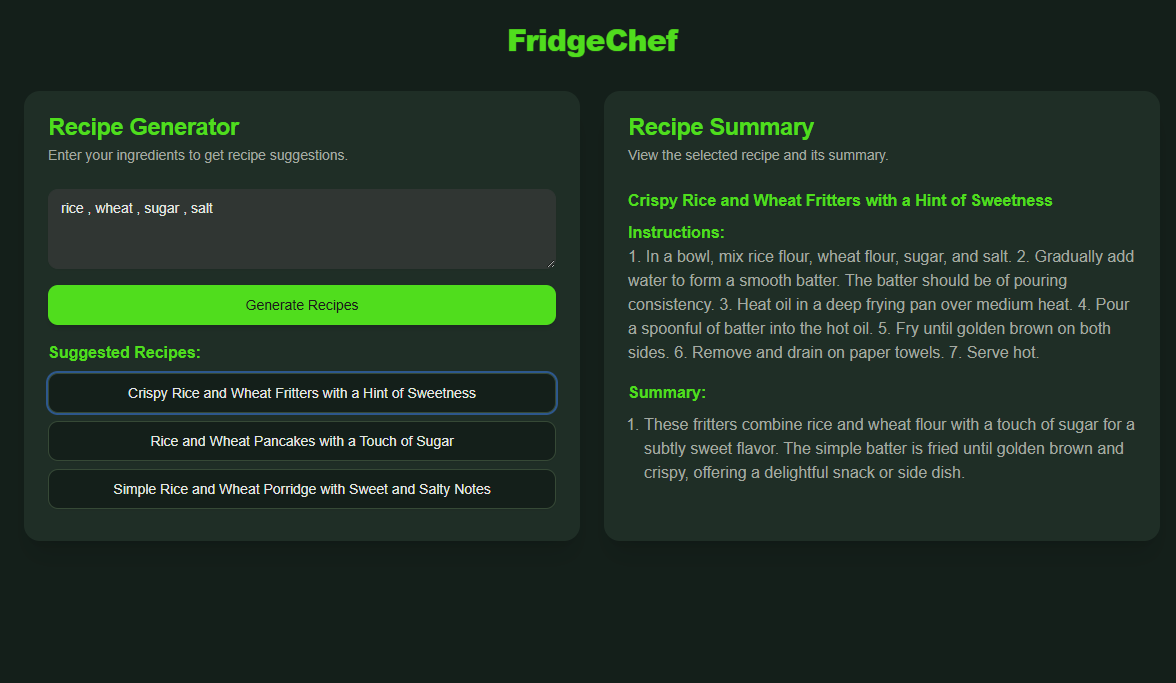 FridgeChef
Recipe Generator
Enter your ingredients to get recipe suggestions.
rice , wheat , sugar , salt
Generate Recipes
Suggested Recipes:
Crispy Rice and Wheat Fritters with a Hint of Sweetness
Rice and Wheat Pancakes with a Touch of Sugar
Simple Rice and Wheat Porridge with Sweet and Salty Notes
Recipe Summary
View the selected recipe and its summary.
Crispy Rice and Wheat Fritters with a Hint of Sweetness
Instructions:
1. In a bowl, mix rice flour, wheat flour, sugar, and salt. 2. Gradually add
water to form a smooth batter. The batter should be of pouring
consistency. 3. Heat oil in a deep frying pan over medium heat. 4. Pour
a spoonful of batter into the hot oil. 5. Fry until golden brown on both
sides. 6. Remove and drain on paper towels. 7. Serve hot.
Summary:
1. These fritters combine rice and wheat flour with a touch of sugar for a
subtly sweet flavor. The simple batter is fried until golden brown and
crispy, offering a delightful snack or side dish.